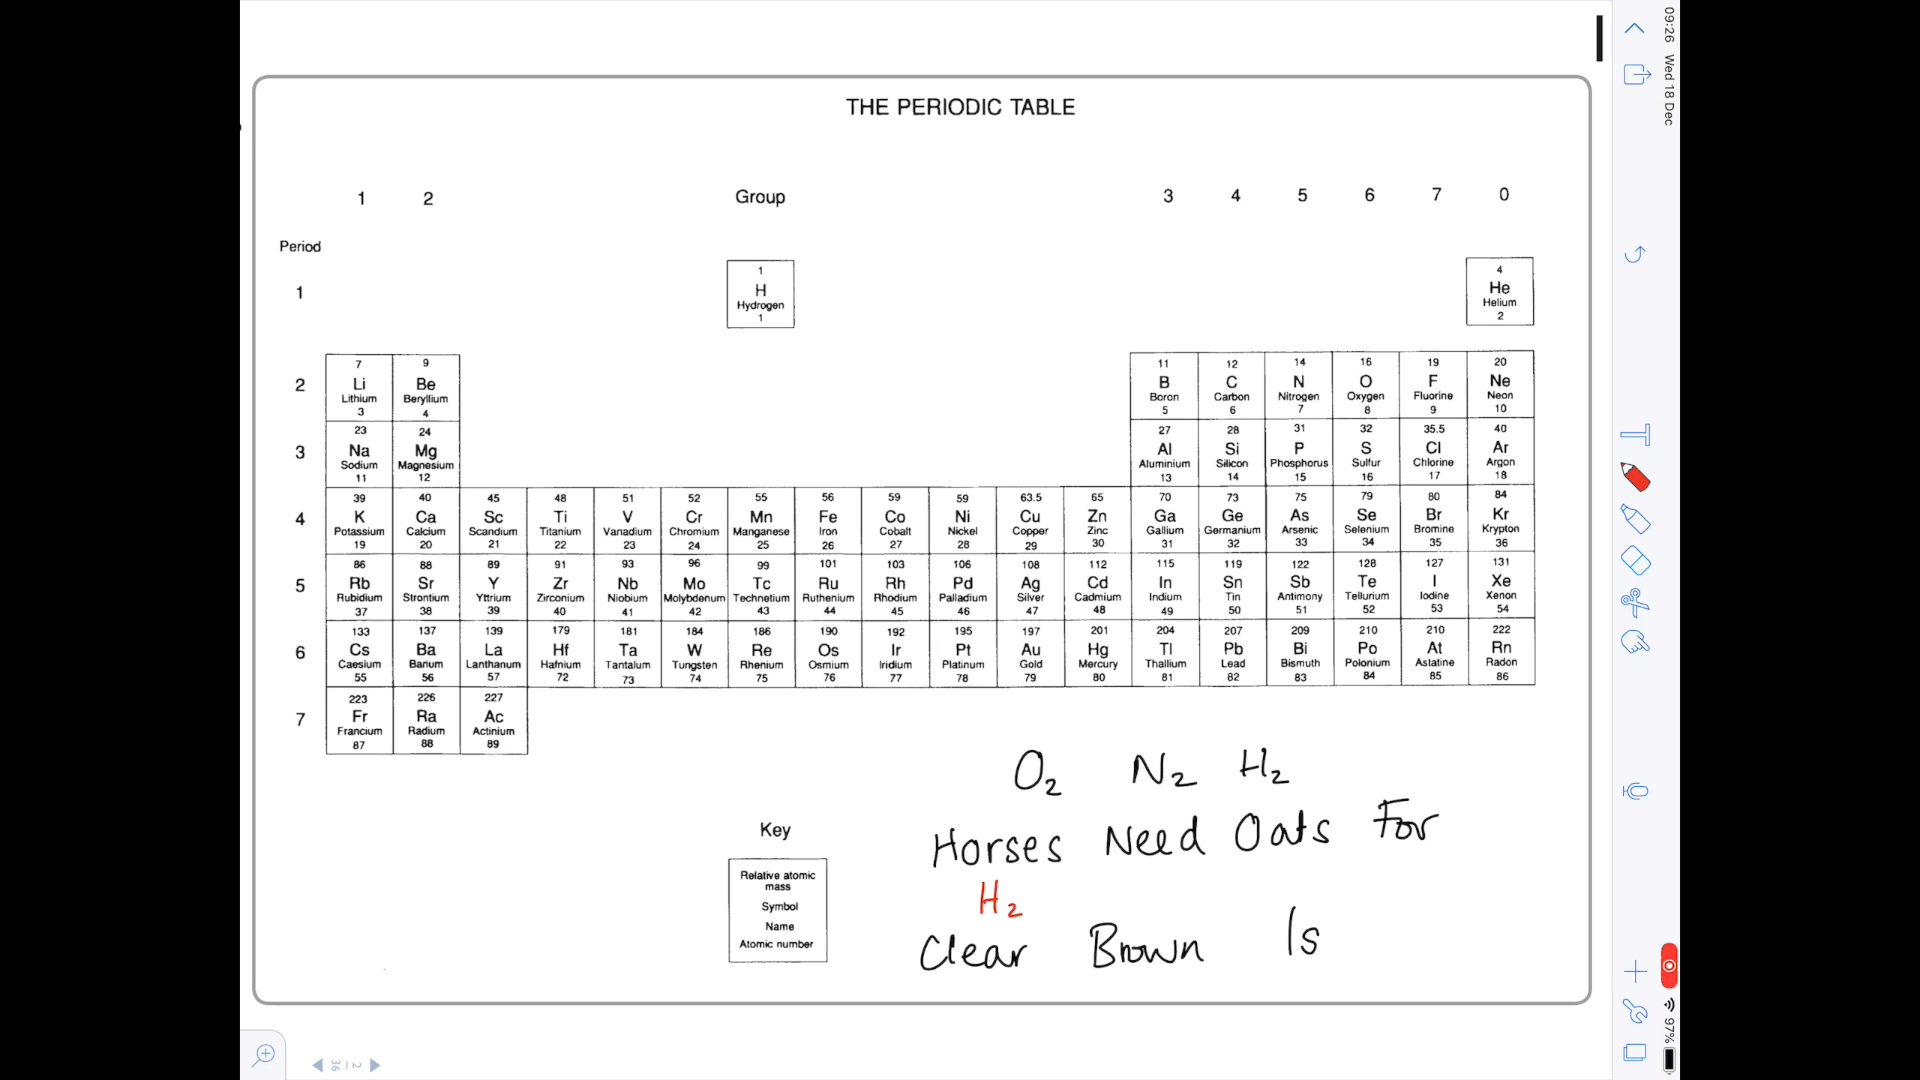 THE PERIODIC TABLE
1 2 Group 3 4 5 6 7 0
Period
1
1 H Hydrogen 1
4 He Helium 2
2
7 Li Lithium 3
9 Be Beryllium 4
11 B Boron 5
12 C Carbon 6
14 N Nitrogen 7
16 O Oxygen 8
19 F Fluorine 9
20 Ne Neon 10
3
23 Na Sodium 11
24 Mg Magnesium 12
27 Al Aluminium 13
28 Si Silicon 14
31 P Phosphorus 15
32 S Sulfur 16
35.5 Cl Chlorine 17
40 Ar Argon 18
4
39 K Potassium 19
40 Ca Calcium 20
45 Sc Scandium 21
48 Ti Titanium 22
51 V Vanadium 23
52 Cr Chromium 24
55 Mn Manganese 25
56 Fe Iron 26
59 Co Cobalt 27
59 Ni Nickel 28
63.5 Cu Copper 29
65 Zn Zinc 30
70 Ga Gallium 31
73 Ge Germanium 32
75 As Arsenic 33
79 Se Selenium 34
80 Br Bromine 35
84 Kr Krypton 36
5
86 Rb Rubidium 37
88 Sr Strontium 38
89 Y Yttrium 39
91 Zr Zirconium 40
93 Nb Niobium 41
96 Mo Molybdenum 42
99 Tc Technetium 43
101 Ru Ruthenium 44
103 Rh Rhodium 45
106 Pd Palladium 46
108 Ag Silver 47
112 Cd Cadmium 48
115 In Indium 49
119 Sn Tin 50
122 Sb Antimony 51
128 Te Tellurium 52
127 I Iodine 53
131 Xe Xenon 54
6
133 Cs Caesium 55
137 Ba Barium 56
139 La Lanthanum 57
179 Hf Hafnium 72
181 Ta Tantalum 73
184 W Tungsten 74
186 Re Rhenium 75
190 Os Osmium 76
192 Ir Iridium 77
195 Pt Platinum 78
197 Au Gold 79
201 Hg Mercury 80
204 Tl Thallium 81
207 Pb Lead 82
209 Bi Bismuth 83
210 Po Polonium 84
210 At Astatine 85
222 Rn Radon 86
7
223 Fr Francium 87
226 Ra Radium 88
227 Ac Actinium 89
O₂ N₂ H₂
Horses Need Oats For
H₂
Clear Brown Is
Key
Relative atomic
mass
Symbol
Name
Atomic number
09:26 Wed 18 Dec
97%
2 | 36